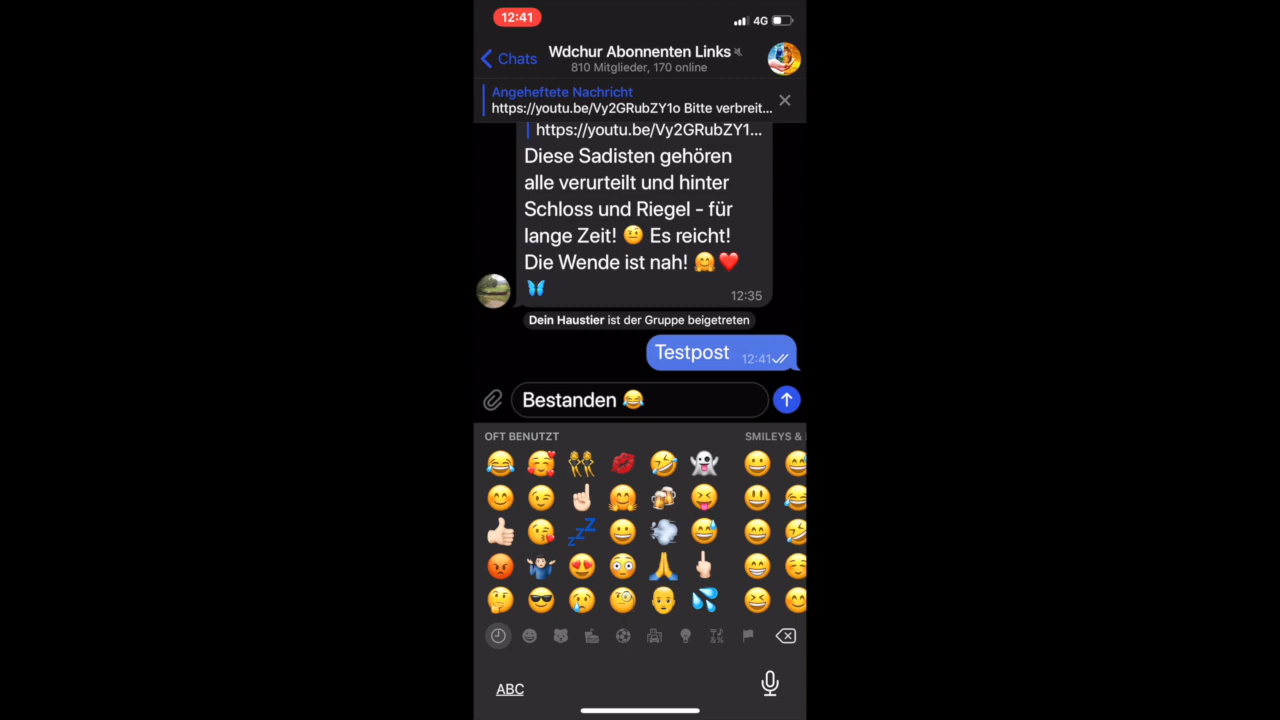 12:41
4G
Chats
Wdchur Abonnenten Links
810 Mitglieder, 170 online
Angeheftete Nachricht
https://youtu.be/Vy2GRubZY1o Bitte verbreit...
https://youtu.be/Vy2GRubZY1...
Diese Sadisten gehören
alle verurteilt und hinter
Schloss und Riegel - für
lange Zeit! 🤨 Es reicht!
Die Wende ist nah! 🤗❤️
🦋
12:35
Dein Haustier ist der Gruppe beigetreten
Testpost 12:41
Bestanden 😂
OFT BENUTZT
SMILEYS &
ABC